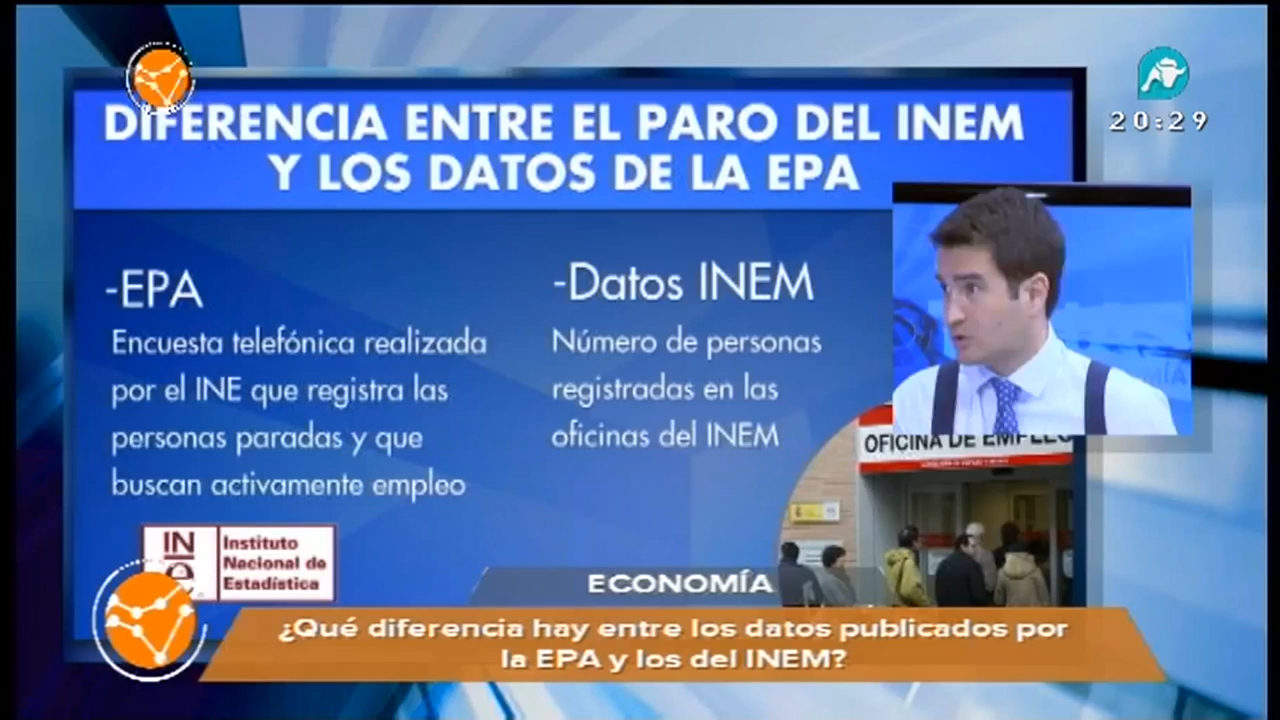 20:29
DIFERENCIA ENTRE EL PARO DEL INEM
Y LOS DATOS DE LA EPA
-EPA
Encuesta telefónica realizada
por el INE que registra las
personas paradas y que
buscan activamente empleo
-Datos INEM
Número de personas
registradas en las
oficinas del INEM
OFICINA DE EMPLEO
INe
Instituto
Nacional de
Estadística
ECONOMÍA
¿Qué diferencia hay entre los datos publicados por
la EPA y los del INEM?